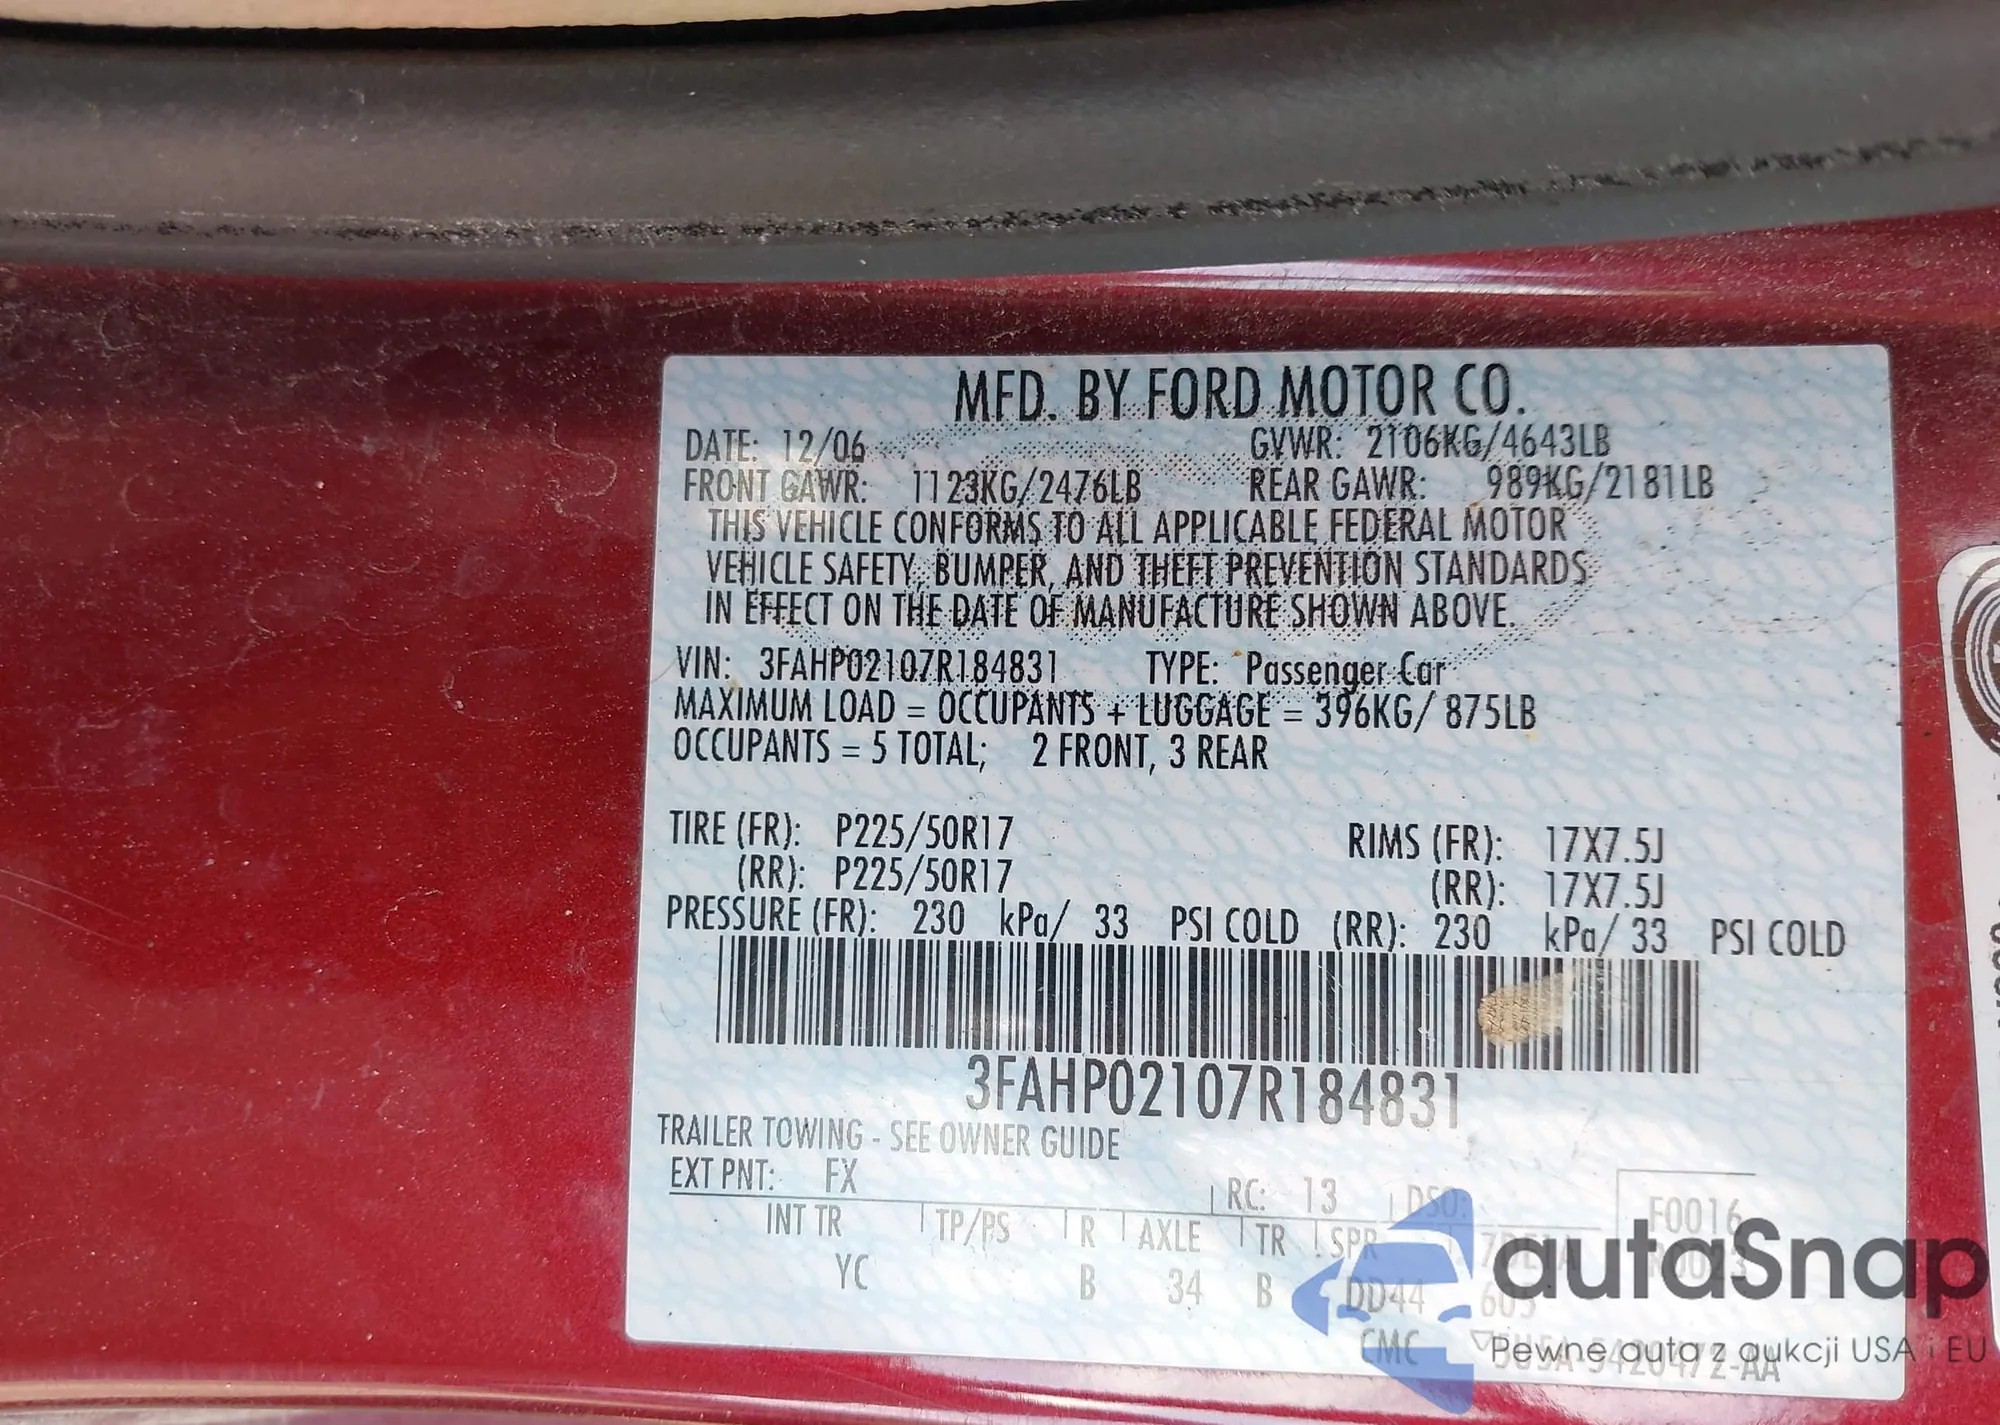 MFD. BY FORD MOTOR CO.
DATE: 12/06 GVWR: 2106KG/4643LB
FRONT GAWR: 1123KG/2476LB REAR GAWR: 989KG/2181LB
THIS VEHICLE CONFORMS TO ALL APPLICABLE FEDERAL MOTOR
VEHICLE SAFETY, BUMPER, AND THEFT PREVENTION STANDARDS
IN EFFECT ON THE DATE OF MANUFACTURE SHOWN ABOVE.
VIN: 3FAHP02107R184831 TYPE: Passenger Car
MAXIMUM LOAD = OCCUPANTS + LUGGAGE = 396KG/ 875LB
OCCUPANTS = 5 TOTAL; 2 FRONT, 3 REAR
TIRE (FR): P225/50R17 RIMS (FR): 17X7.5J
(RR): P225/50R17 (RR): 17X7.5J
PRESSURE (FR): 230 kPa/ 33 PSI COLD (RR): 230 kPa/ 33 PSI COLD
3FAHP02107R184831
TRAILER TOWING - SEE OWNER GUIDE
EXT PNT: FX RC: 13 DSO: F0016
INT TR TP/PS R AXLE TR SPR
YC B 34 B DD44
CMC
autaSnap
Pewne auta z aukcji USA i EU